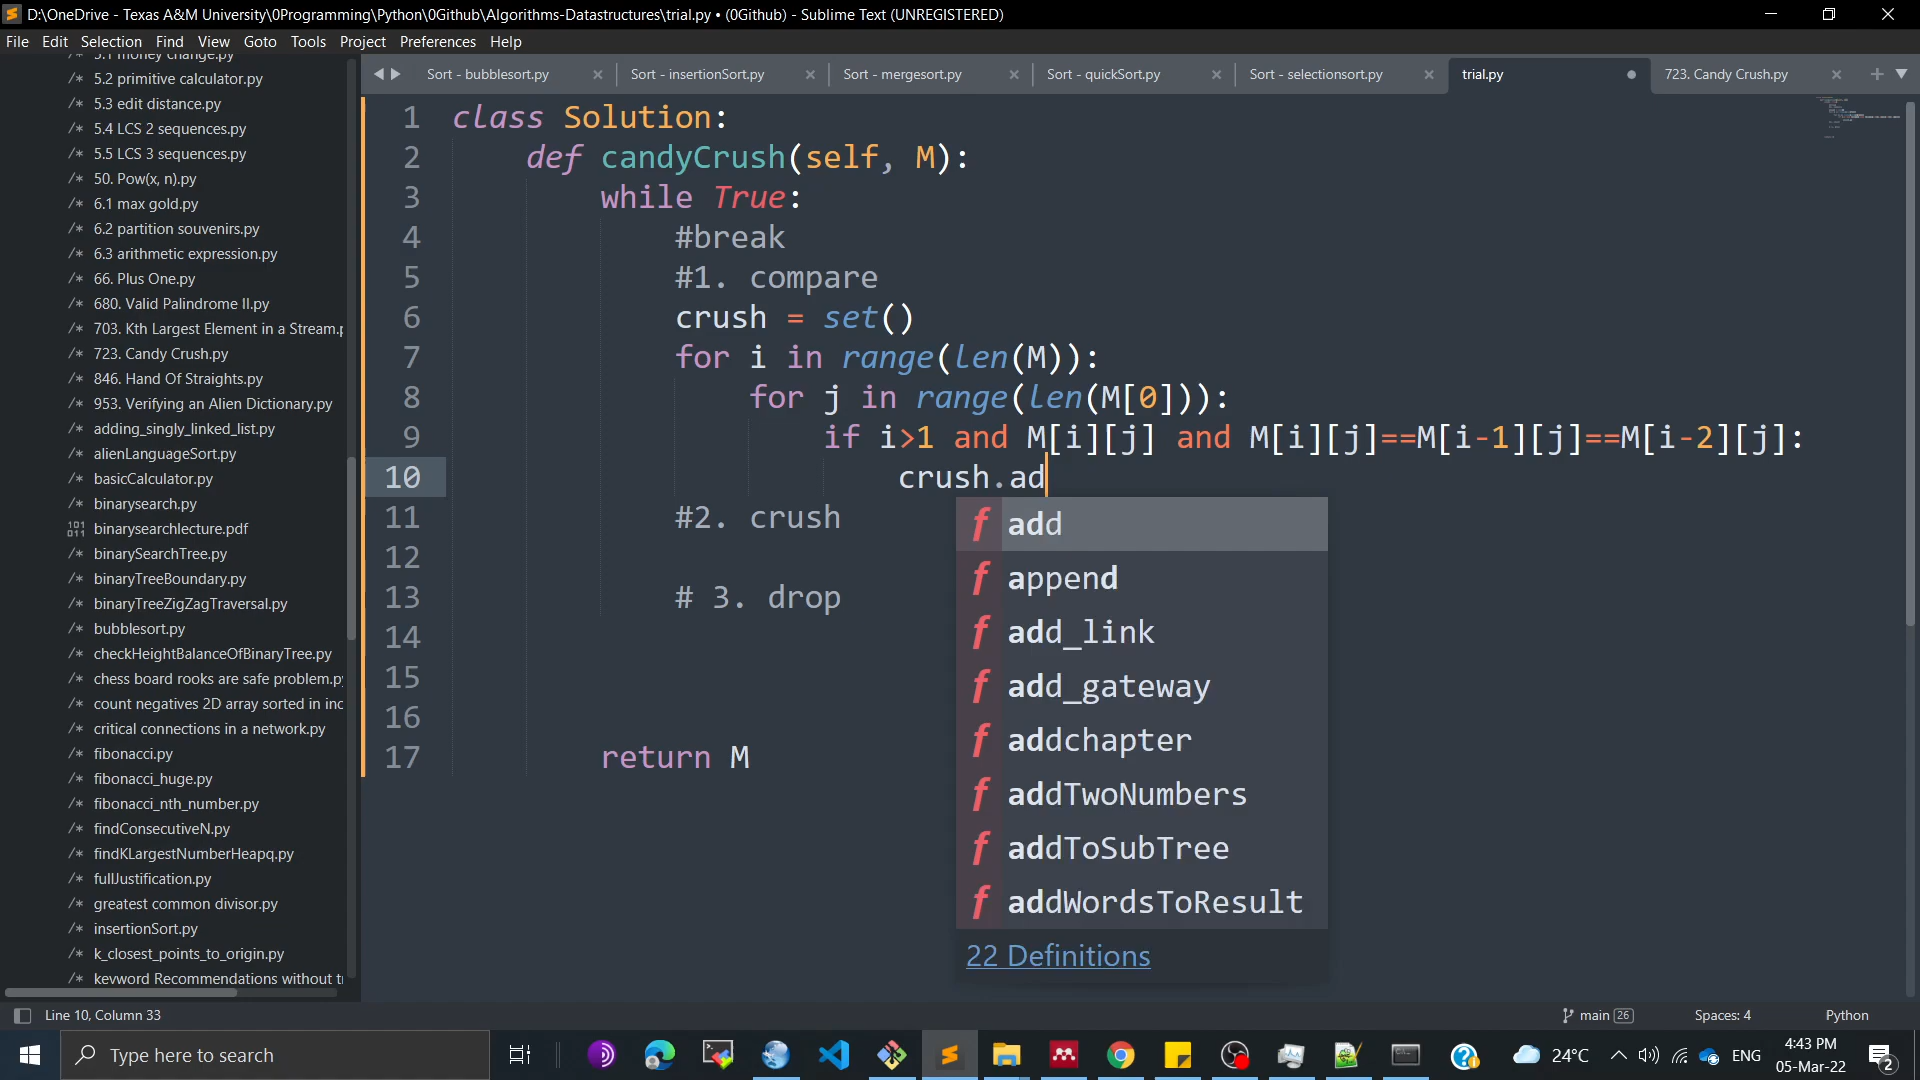 D:\OneDrive - Texas A&M University\0Programming\Python\0Github\Algorithms-Datastructures\trial.py • (0Github) - Sublime Text (UNREGISTERED)
File Edit Selection Find View Goto Tools Project Preferences Help
Sort - bubblesort.py
Sort - insertionSort.py
Sort - mergesort.py
Sort - quickSort.py
Sort - selectionsort.py
trial.py
723. Candy Crush.py
/* 5.1 money change.py
/* 5.2 primitive calculator.py
/* 5.3 edit distance.py
/* 5.4 LCS 2 sequences.py
/* 5.5 LCS 3 sequences.py
/* 50. Pow(x, n).py
/* 6.1 max gold.py
/* 6.2 partition souvenirs.py
/* 6.3 arithmetic expression.py
/* 66. Plus One.py
/* 680. Valid Palindrome II.py
/* 703. Kth Largest Element in a Stream.p
/* 723. Candy Crush.py
/* 846. Hand Of Straights.py
/* 953. Verifying an Alien Dictionary.py
/* adding_singly_linked_list.py
/* alienLanguageSort.py
/* basicCalculator.py
/* binarysearch.py
binarysearchlecture.pdf
/* binarySearchTree.py
/* binaryTreeBoundary.py
/* binaryTreeZigZagTraversal.py
/* bubblesort.py
/* checkHeightBalanceOfBinaryTree.py
/* chess board rooks are safe problem.py
/* count negatives 2D array sorted in inc
/* critical connections in a network.py
/* fibonacci.py
/* fibonacci_huge.py
/* fibonacci_nth_number.py
/* findConsecutiveN.py
/* findKLargestNumberHeapq.py
/* fullJustification.py
/* greatest common divisor.py
/* insertionSort.py
/* k_closest_points_to_origin.py
/* keyword Recommendations without tr
1 class Solution:
2 def candyCrush(self, M):
3 while True:
4 #break
5 #1. compare
6 crush = set()
7 for i in range(len(M)):
8 for j in range(len(M[0])):
9 if i>1 and M[i][j] and M[i][j]==M[i-1][j]==M[i-2][j]:
10 crush.ad
11 #2. crush
12
13 # 3. drop
14
15
16
17 return M
f add
f append
f add_link
f add_gateway
f addchapter
f addTwoNumbers
f addToSubTree
f addWordsToResult
22 Definitions
Line 10, Column 33
main 26
Spaces: 4
Python
Type here to search
24°C
ENG
4:43 PM
05-Mar-22
2